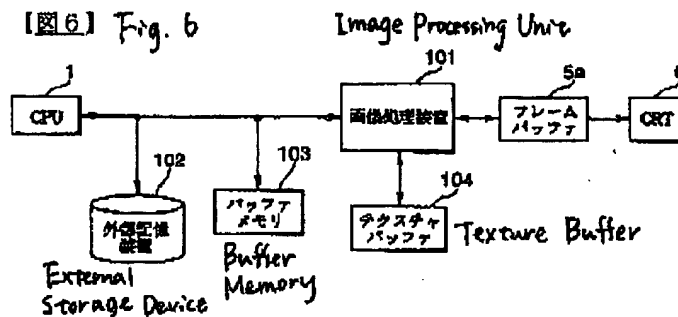 【図6】 Fig. 6
Image Processing Unit
1
CPU
101
画像処理装置
5a
フレーム
バッファ
6
CRT
102
外部記憶
装置
103
バッファ
メモリ
104
テクスチャ
バッファ
External
Storage Device
Buffer
Memory
Texture Buffer